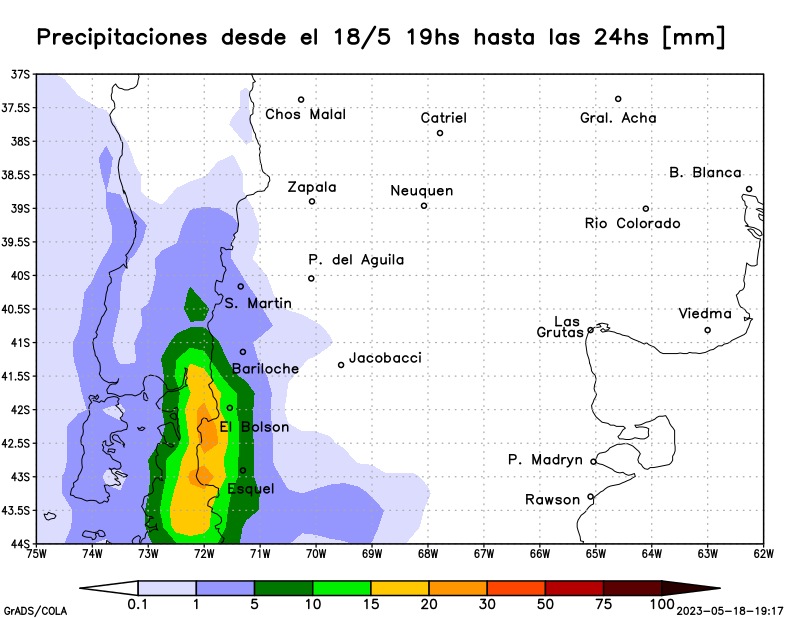 Precipitaciones desde el 18/5 19hs hasta las 24hs [mm]
37S
37.5S
38S
38.5S
39S
39.5S
40S
40.5S
41S
41.5S
42S
42.5S
43S
43.5S
44S
Chos Malal
Catriel
Gral. Acha
B. Blanca
Zapala
Neuquen
Rio Colorado
P. del Aguila
S. Martin
Viedma
Las
Grutas
Jacobacci
Bariloche
El Bolson
P. Madryn
Esquel
Rawson
75W 74W 73W 72W 71W 70W 69W 68W 67W 66W 65W 64W 63W 62W
0.1 1 5 10 15 20 30 50 75 100
GrADS/COLA
2023-05-18-19:17